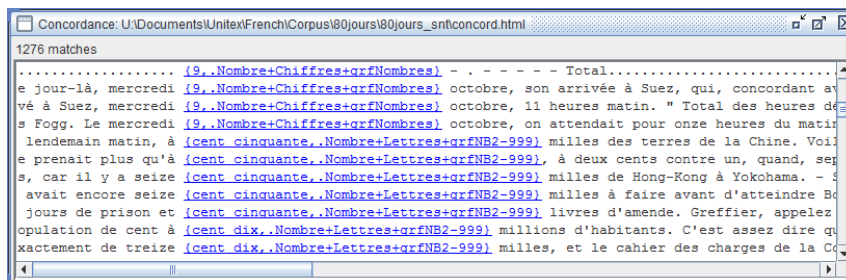 Concordance: U:\Documents\Unitex\French\Corpus\80jours\80jours_snt\concord.html
1276 matches
.................. {9,.Nombre+Chiffres+grfNombres} - . - - - - - Total............................
e jour-là, mercredi {9,.Nombre+Chiffres+grfNombres} octobre, son arrivée à Suez, qui, concordant av
vé à Suez, mercredi {9,.Nombre+Chiffres+grfNombres} octobre, 11 heures matin. " Total des heures dé
s Fogg. Le mercredi {9,.Nombre+Chiffres+grfNombres} octobre, on attendait pour onze heures du matin
lendemain matin, à {cent cinquante,.Nombre+Lettres+grfNB2-999} milles des terres de la Chine. Voil
e prenait plus qu'à {cent cinquante,.Nombre+Lettres+grfNB2-999}, à deux cents contre un, quand, sep
s, car il y a seize {cent cinquante,.Nombre+Lettres+grfNB2-999} milles de Hong-Kong à Yokohama. - S
avait encore seize {cent cinquante,.Nombre+Lettres+grfNB2-999} milles à faire avant d'atteindre Bo
jours de prison et {cent cinquante,.Nombre+Lettres+grfNB2-999} livres d'amende. Greffier, appelez
opulation de cent à {cent dix,.Nombre+Lettres+grfNB2-999} millions d'habitants. C'est assez dire qu
xactement de treize {cent dix,.Nombre+Lettres+grfNB2-999} milles, et le cahier des charges de la Co